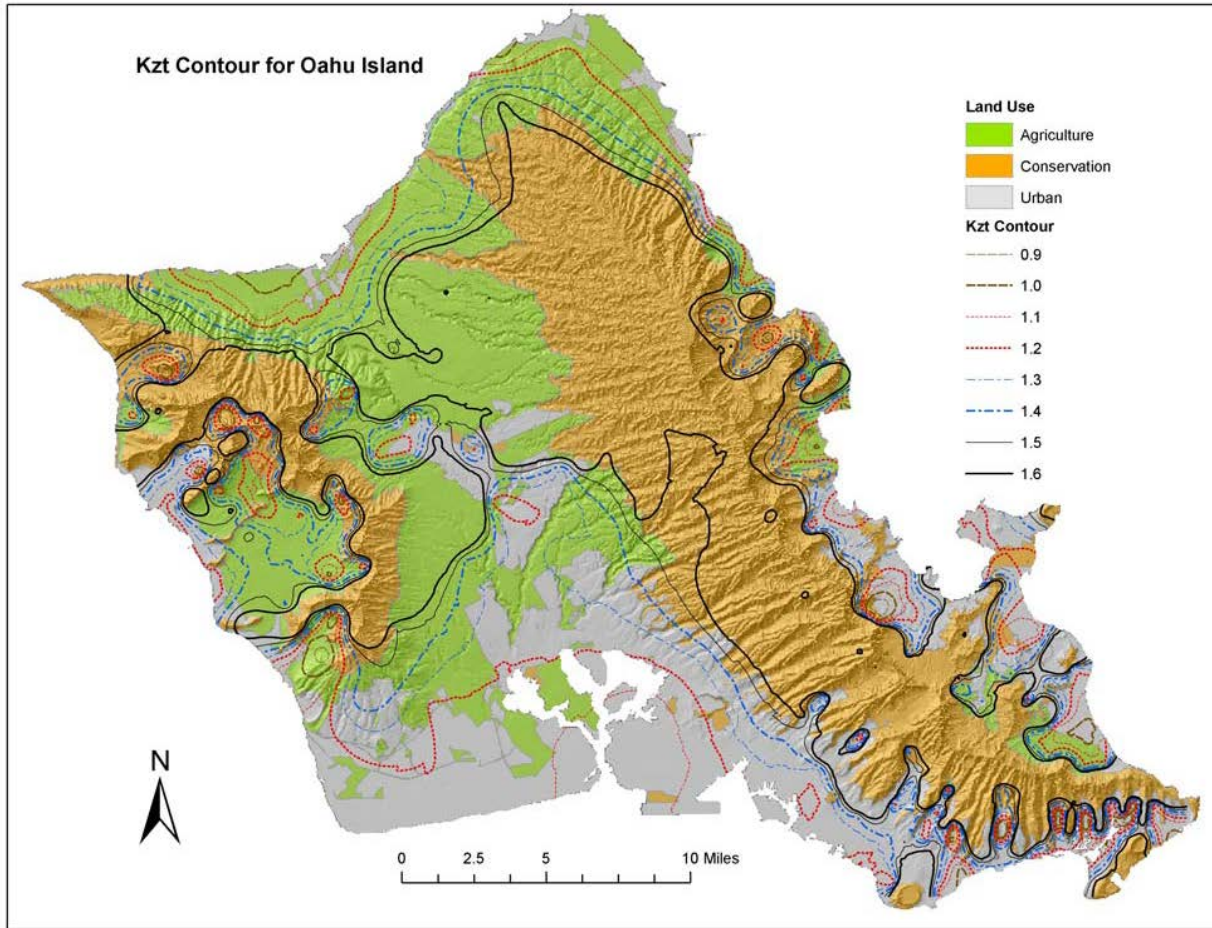 Kzt Contour for Oahu Island
Land Use
Agriculture
Conservation
Urban
Kzt Contour
0.9
1.0
1.1
1.2
1.3
1.4
1.5
1.6
N
0 2.5 5 10 Miles